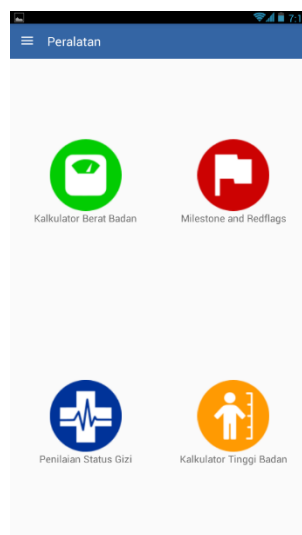 Peralatan
Kalkulator Berat Badan
Milestone and Redflags
Penilaian Status Gizi
Kalkulator Tinggi Badan